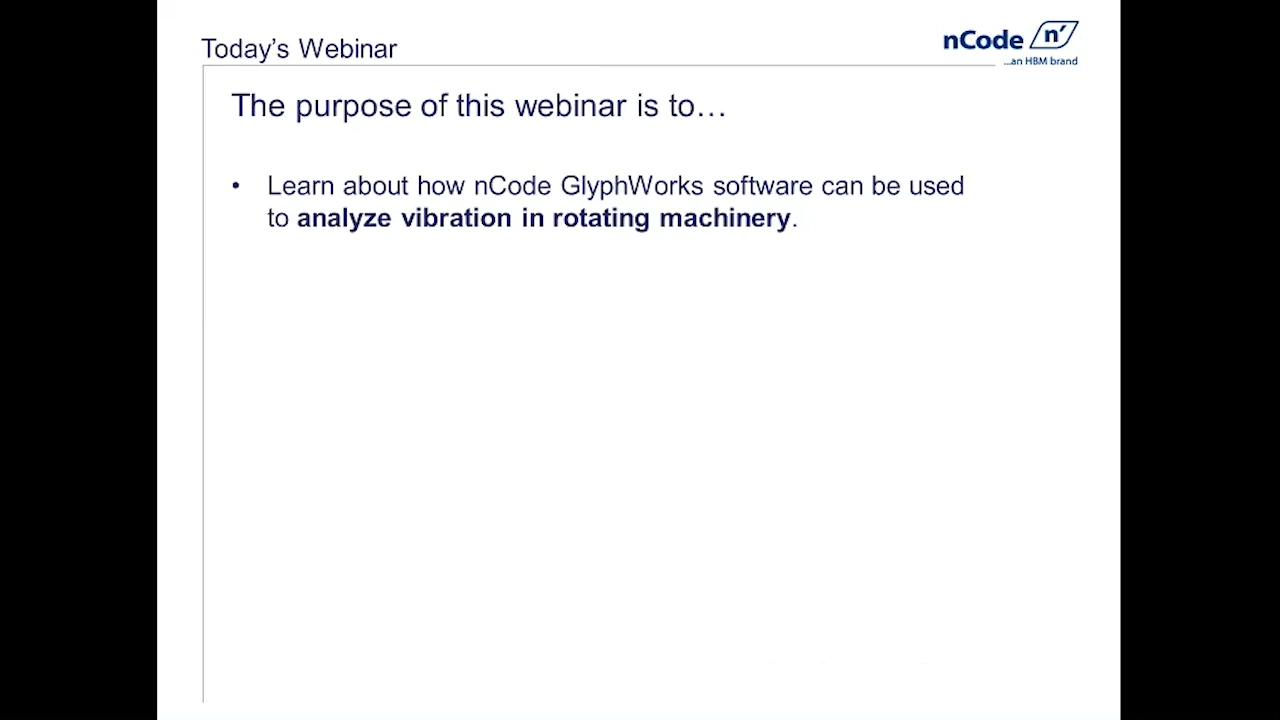 Today’s Webinar
nCode n’
...an HBM brand
The purpose of this webinar is to…
• Learn about how nCode GlyphWorks software can be used
to analyze vibration in rotating machinery.